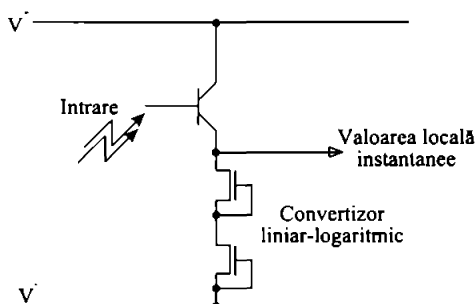 V⁺
Intrare
Valoarea locală
instantanee
Convertizor
liniar-logaritmic
V⁻